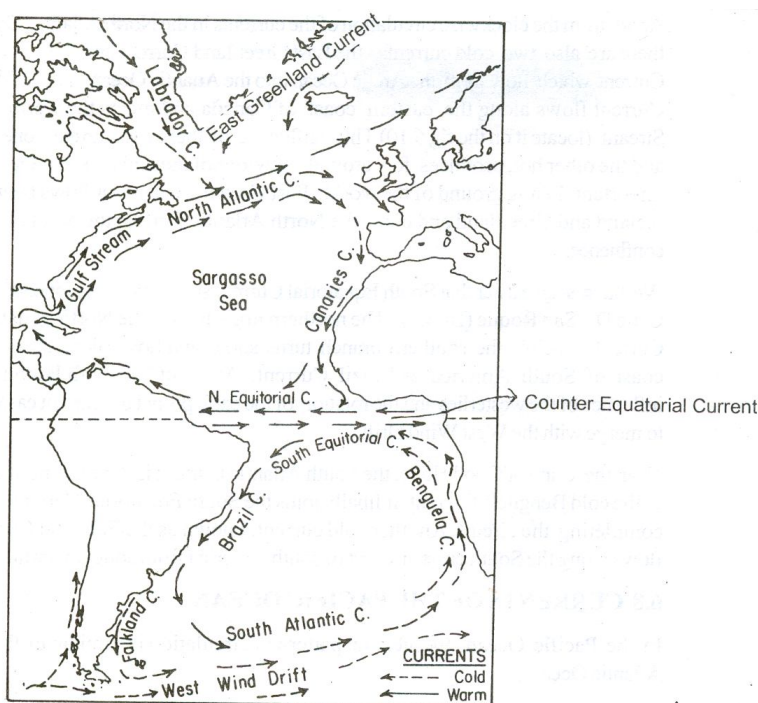 Labrador C.
East Greenland Current
North Atlantic C.
Gulf Stream
Sargasso
Sea
Canaries C.
N. Equitorial C.
Counter Equatorial Current
South Equitorial C.
Brazil C.
Benguela C.
Falkland C.
South Atlantic C.
West Wind Drift
CURRENTS
Cold
Warm